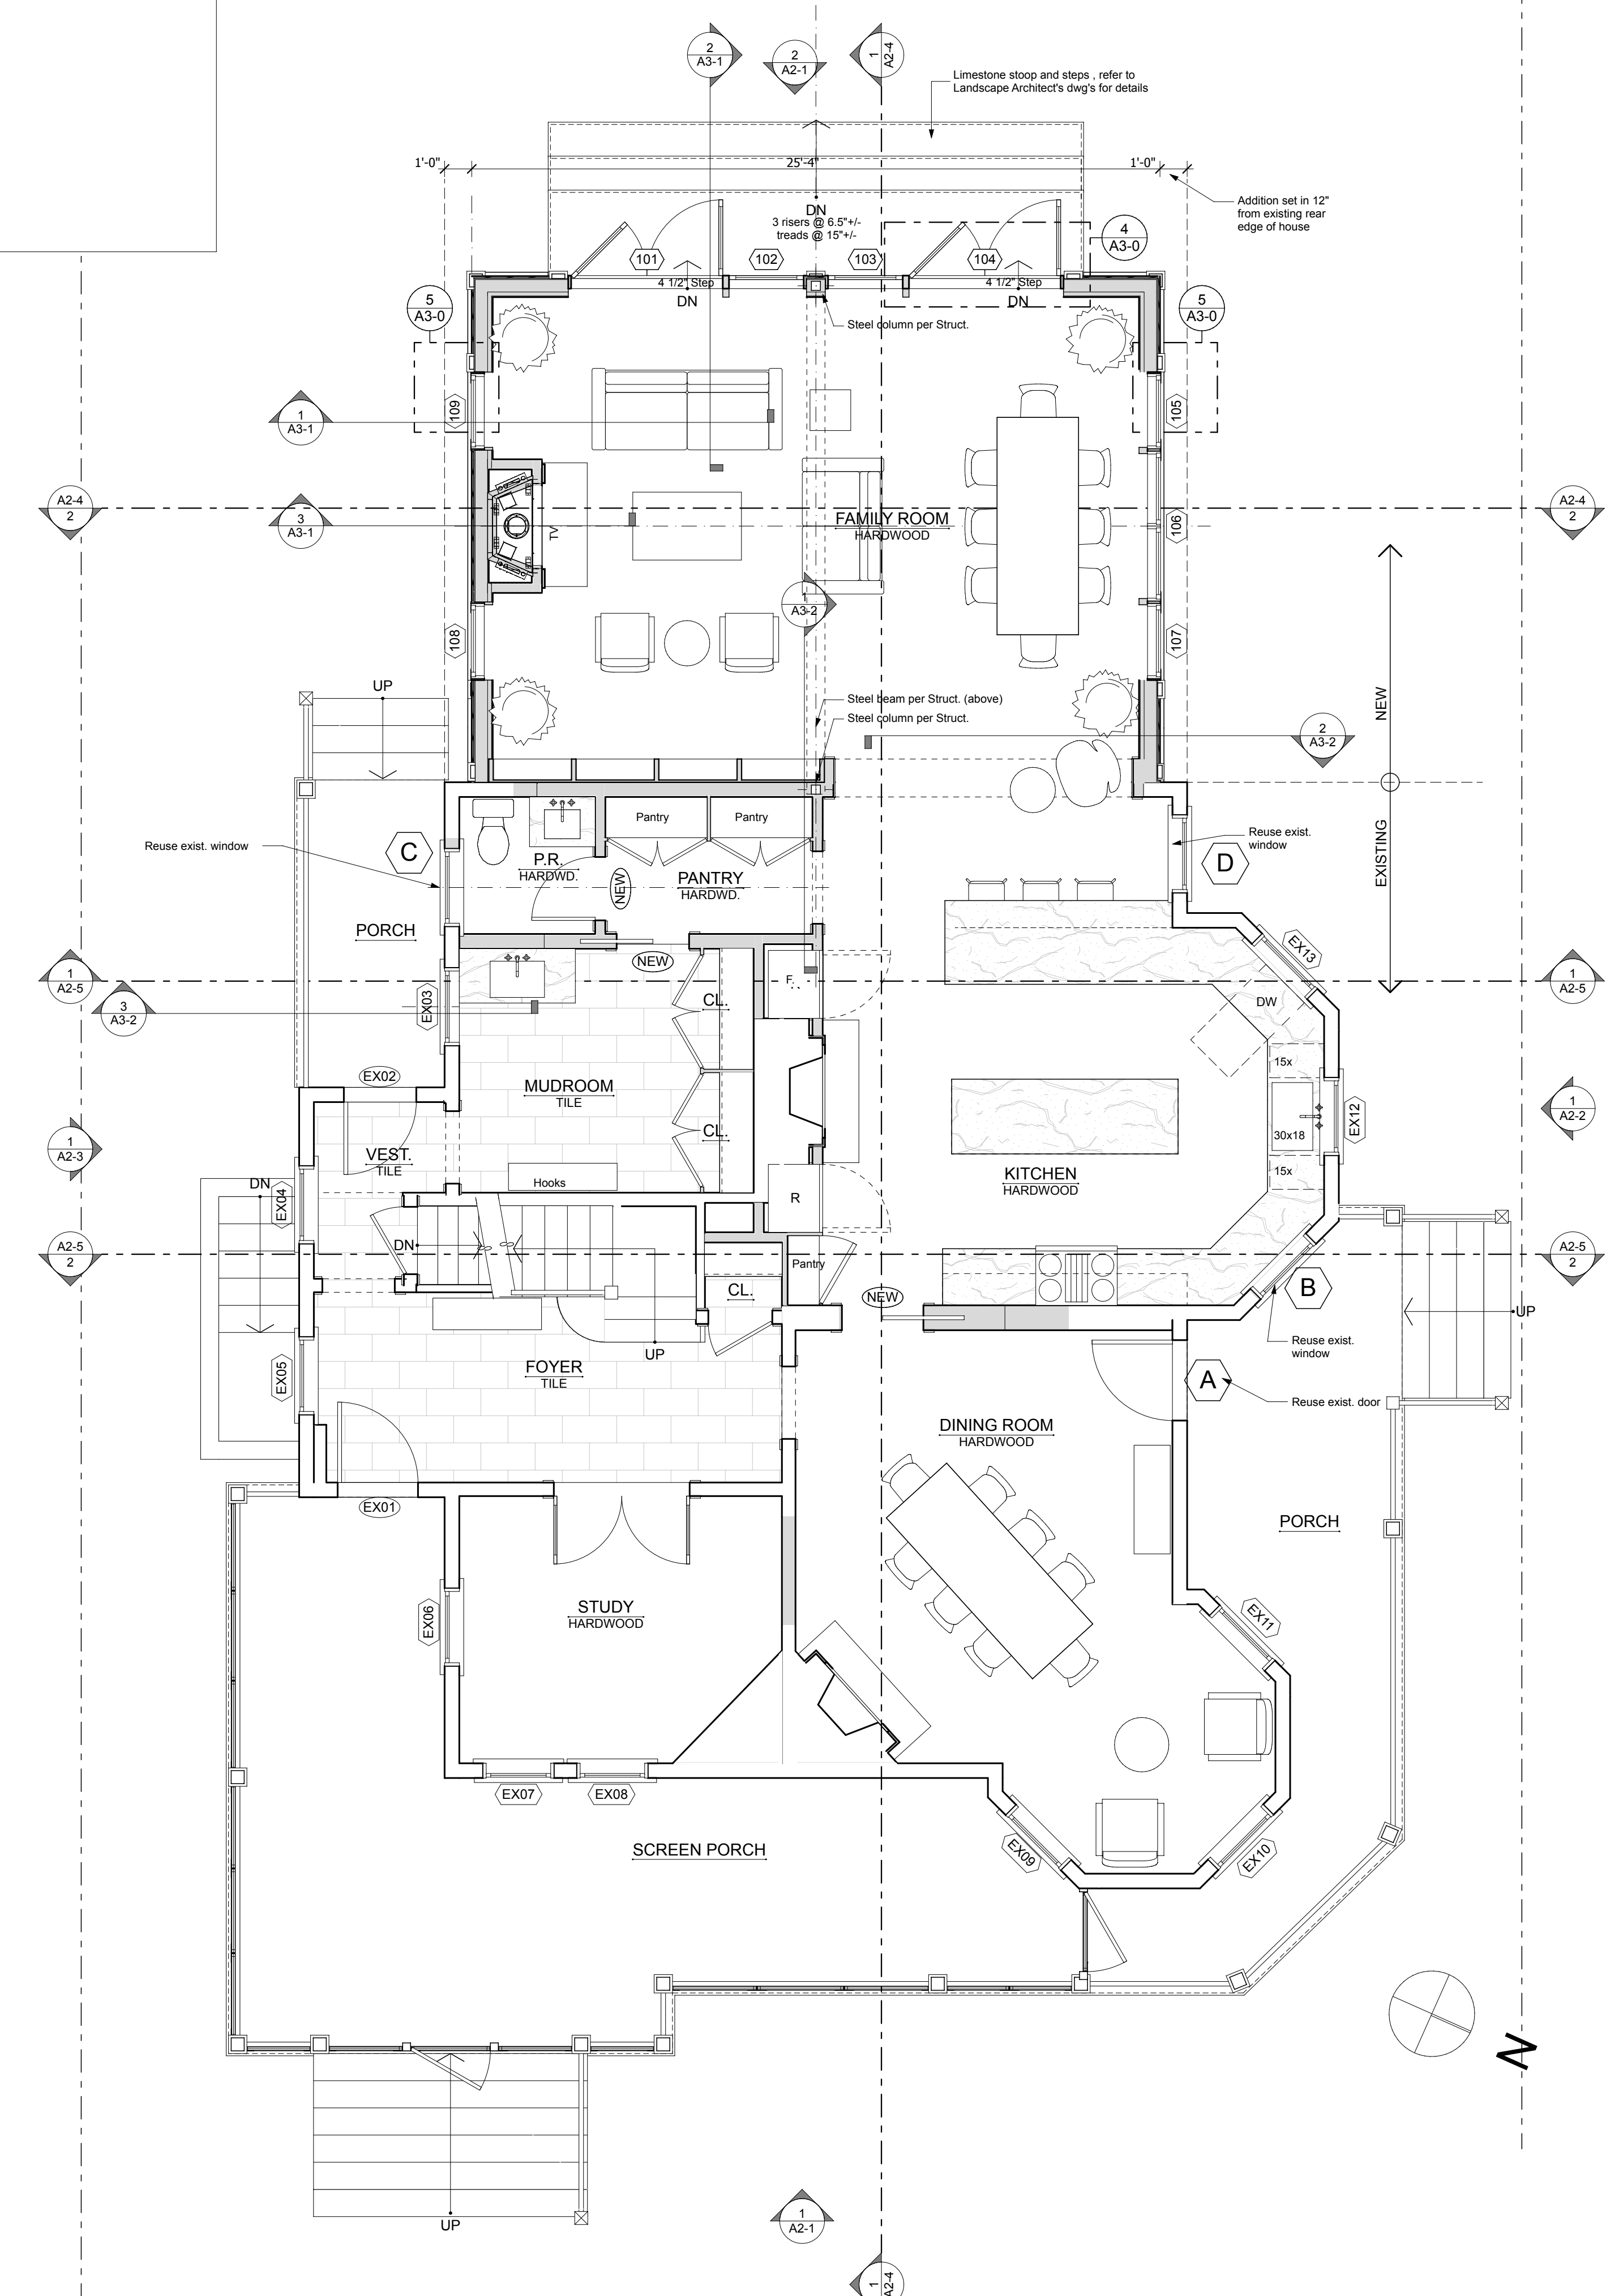 2
A3-1
2
A2-1
1
A2-4
Limestone stoop and steps , refer to
Landscape Architect's dwg's for details
1'-0"
25'-4"
1'-0"
Addition set in 12"
from existing rear
edge of house
DN
3 risers @ 6.5"+/-
treads @ 15"+/-
4
A3-0
101
102
103
104
4 1/2" Step
DN
4 1/2" Step
DN
5
A3-0
5
A3-0
Steel column per Struct.
1
A3-1
109
105
A2-4
2
3
A3-1
TV
FAMILY ROOM
HARDWOOD
106
A2-4
2
1
A3-2
108
107
UP
Steel beam per Struct. (above)
Steel column per Struct.
NEW
2
A3-2
Reuse exist. window
C
Pantry
Pantry
P.R.
HARDWD.
NEW
PANTRY
HARDWD.
Reuse exist.
window
D
EXISTING
PORCH
NEW
EX13
1
A2-5
3
A3-2
EX03
CL.
F.
DW
1
A2-5
15x
EX02
MUDROOM
TILE
CL.
30x18
EX12
1
A2-2
1
A2-3
VEST.
TILE
Hooks
KITCHEN
HARDWOOD
15x
DN
EX04
R
DN
A2-5
2
Pantry
CL.
NEW
B
A2-5
2
UP
Reuse exist.
window
UP
FOYER
TILE
EX05
A
Reuse exist. door
DINING ROOM
HARDWOOD
EX01
PORCH
STUDY
HARDWOOD
EX06
EX11
EX07
EX08
SCREEN PORCH
EX09
EX10
N
UP
1
A2-1
1
A2-4